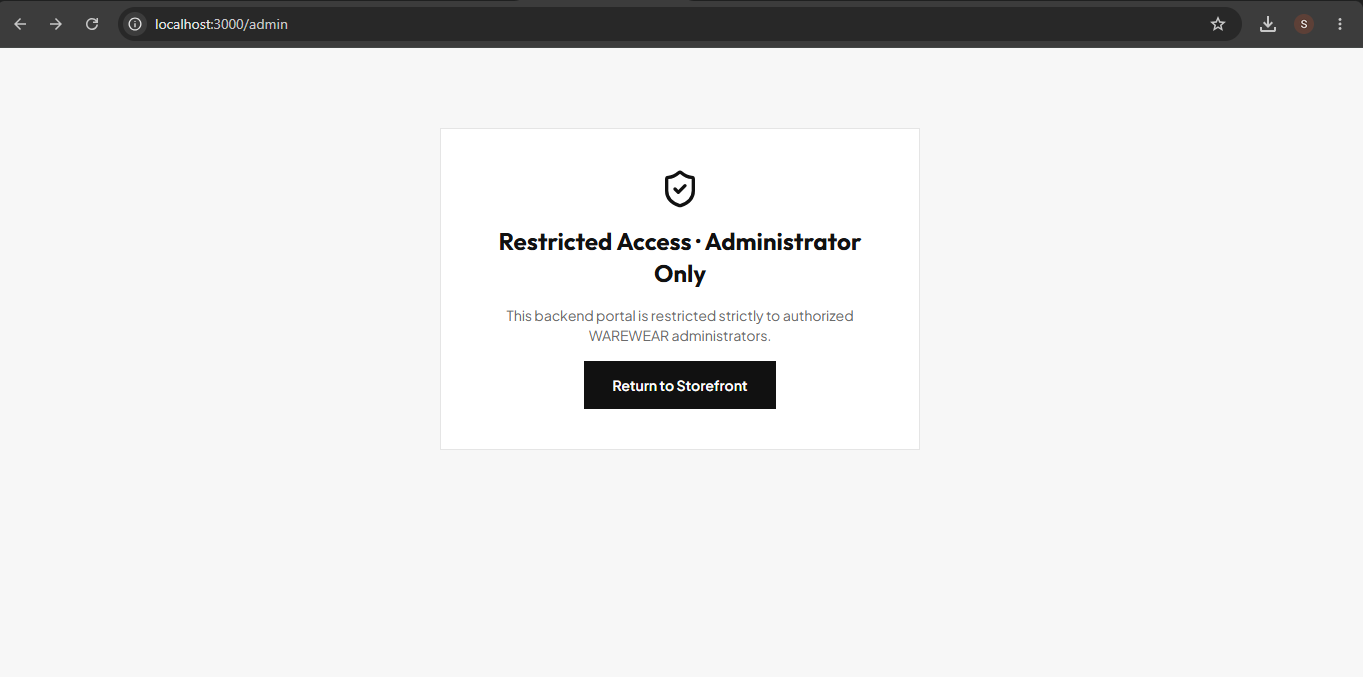 localhost:3000/admin
S
Restricted Access · Administrator
Only
This backend portal is restricted strictly to authorized
WAREWEAR administrators.
Return to Storefront